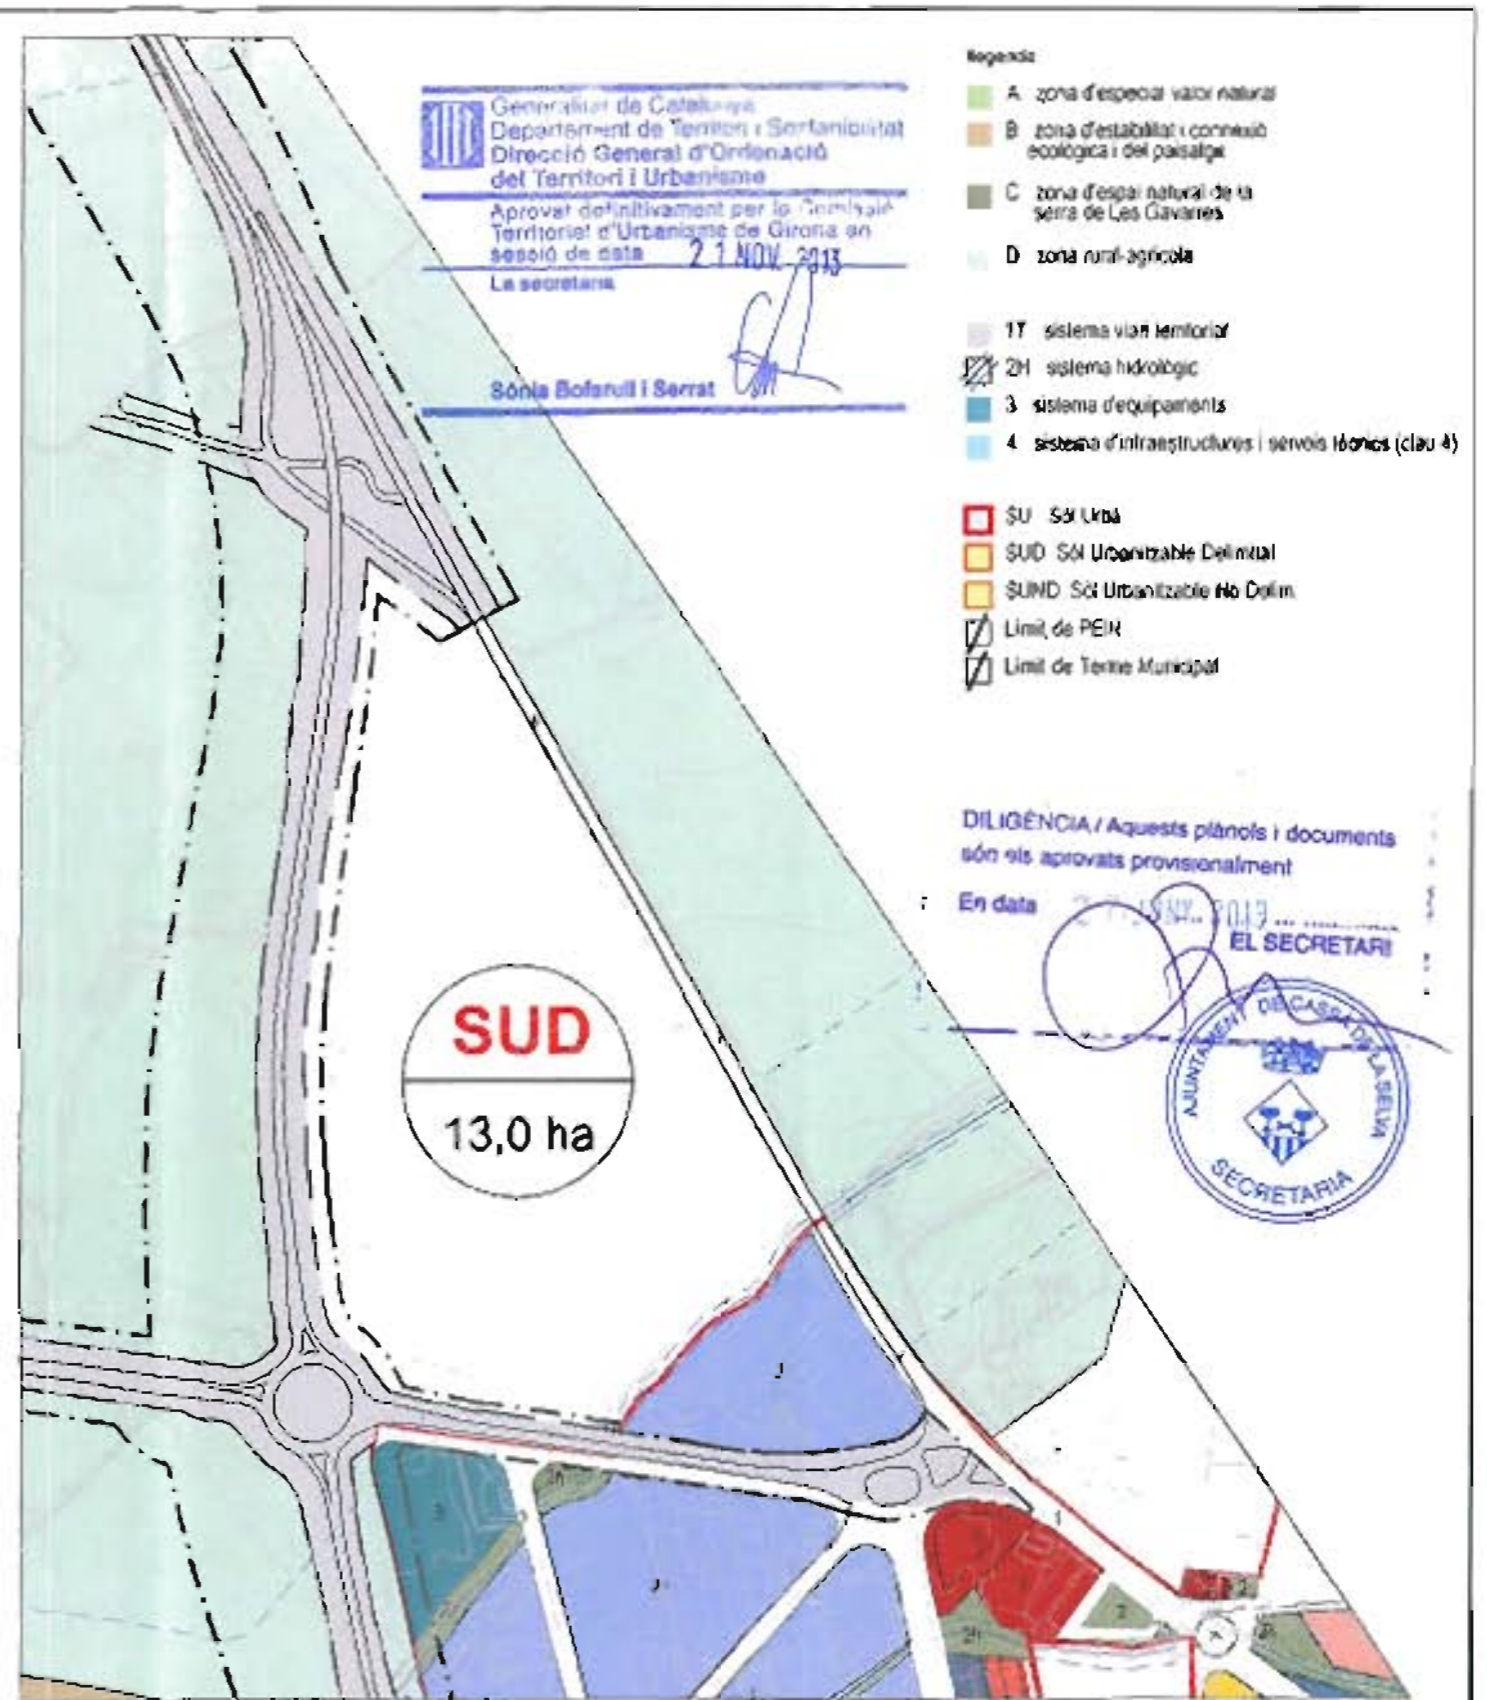 Generalitat de Catalunya
Departament de Territori i Sostenibilitat
Direcció General d'Ordenació
del Territori i Urbanisme
Aprovat definitivament per la Comissió
Territorial d'Urbanisme de Girona en
sessió de data 21 NOV. 2013
La secretària
Sònia Bofarull i Serrat
llegenda
A zona d'especial valor natural
B zona d'estabilitat i connexió
ecològica i del paisatge
C zona d'espai natural de la
serra de Les Gavarres
D zona rural-agrícola
1T sistema viari territorial
2H sistema hidrològic
3 sistema d'equipaments
4 sistema d'infraestructures i serveis tècnics (clau 4)
SU Sòl Urbà
SUD Sòl Urbanitzable Delimitat
SUND Sòl Urbanitzable No Delim.
Límit de PEIN
Límit de Terme Municipal
DILIGÈNCIA / Aquests plànols i documents
són els aprovats provisionalment
En data 2013
EL SECRETARI
AJUNTAMENT DE CASSÀ DE LA SELVA
SECRETARIA
SUD
13,0 ha